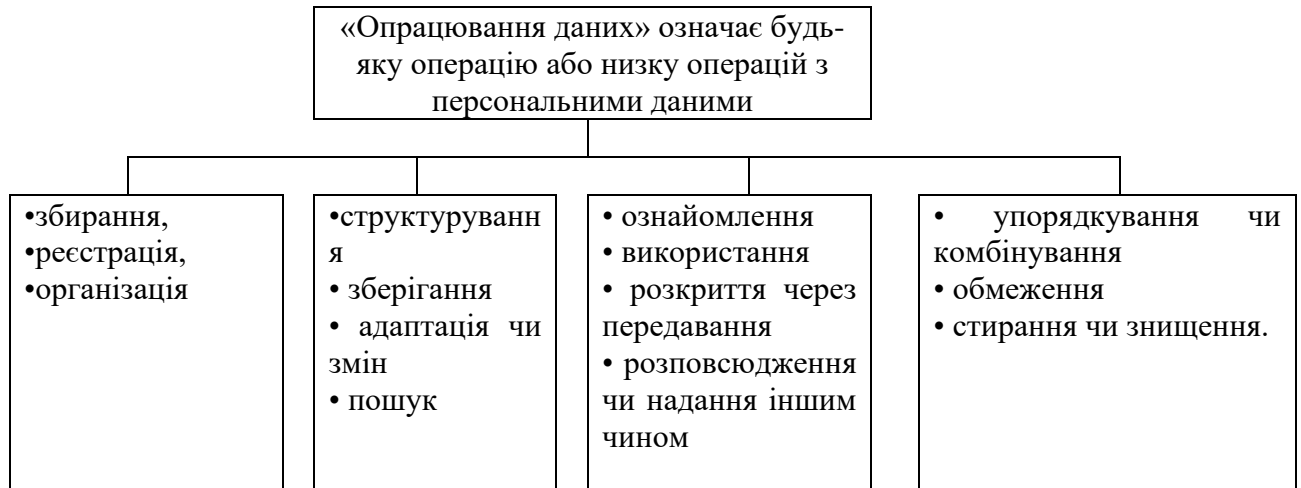 «Опрацювання даних» означає будь-
яку операцію або низку операцій з
персональними даними
•збирання,
•реєстрація,
•організація
•структуруванн
я
• зберігання
• адаптація чи
змін
• пошук
• ознайомлення
• використання
• розкриття через
передавання
• розповсюдження
чи надання іншим
чином
• упорядкування чи
комбінування
• обмеження
• стирання чи знищення.